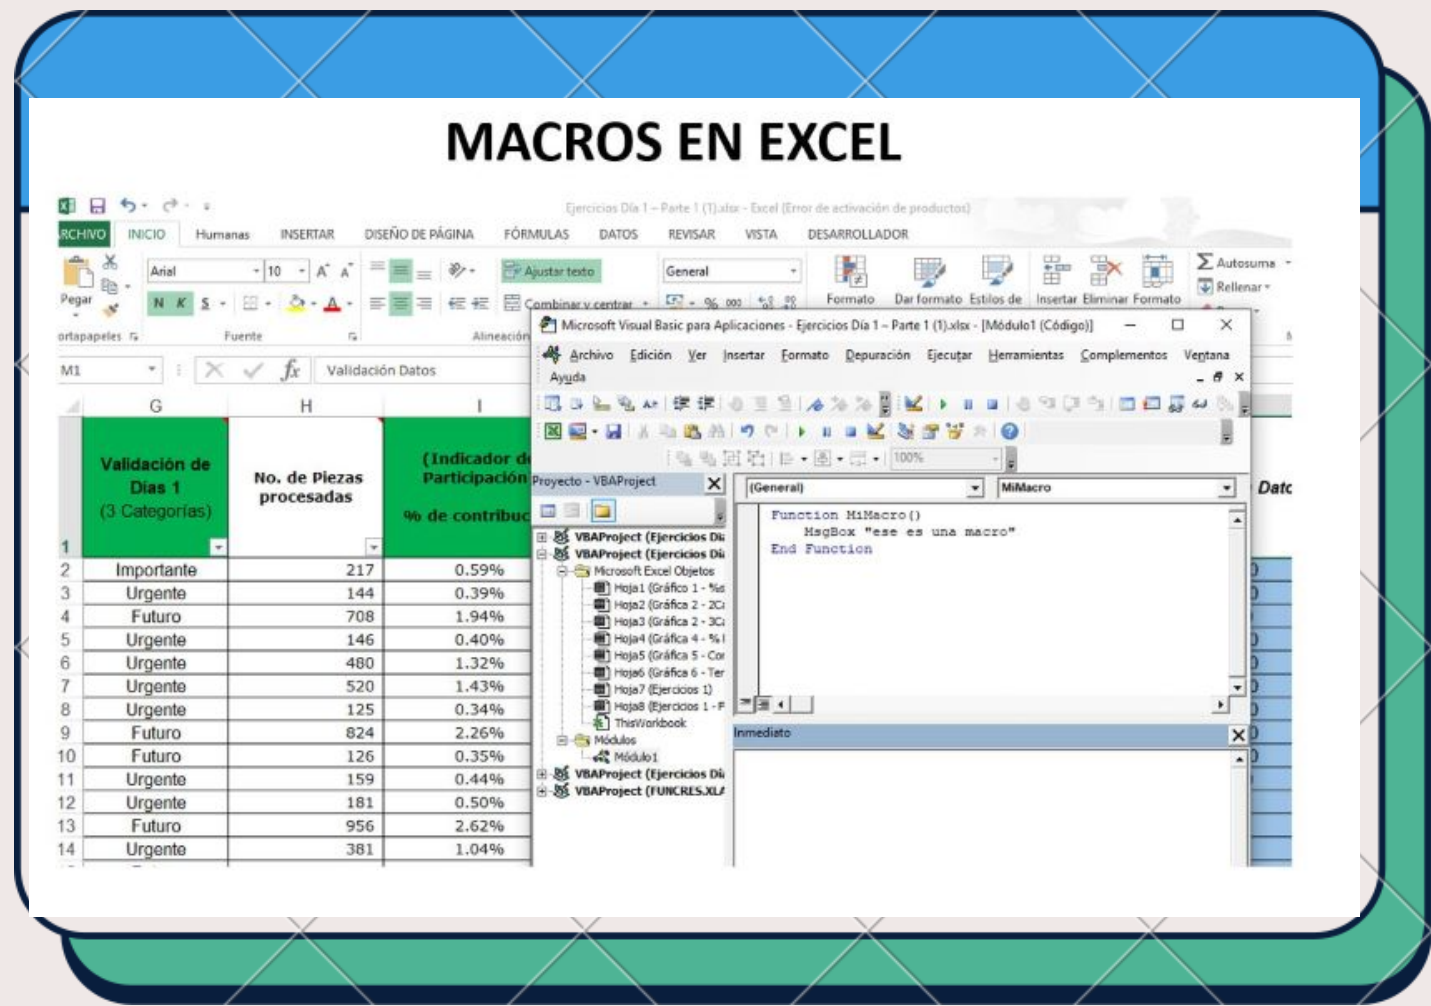 MACROS EN EXCEL
Ejercicios Día 1 – Parte 1 (1).xlsx - Excel (Error de activación de productos)
INICIO Humanas INSERTAR DISEÑO DE PÁGINA FÓRMULAS DATOS REVISAR VISTA DESARROLLADOR
Arial 10 Ajustar texto General Autosuma
Pegar N K S Combinar y centrar % 000 Formato Dar formato Estilos de Insertar Eliminar Formato Rellenar
ortapapeles Fuente Alineación
M1 fx Validación Datos
G H I
Validación de Dias 1 (3 Categorías)
No. de Piezas procesadas
(Indicador de Participación
% de contribuc
Datc
1
2 Importante 217 0.59%
3 Urgente 144 0.39%
4 Futuro 708 1.94%
5 Urgente 146 0.40%
6 Urgente 480 1.32%
7 Urgente 520 1.43%
8 Urgente 125 0.34%
9 Futuro 824 2.26%
10 Futuro 126 0.35%
11 Urgente 159 0.44%
12 Urgente 181 0.50%
13 Futuro 956 2.62%
14 Urgente 381 1.04%
Microsoft Visual Basic para Aplicaciones - Ejercicios Día 1 – Parte 1 (1).xlsx - [Módulo1 (Código)]
Archivo Edición Ver Insertar Formato Depuración Ejecutar Herramientas Complementos Ventana
Ayuda
100%
Proyecto - VBAProject
VBAProject (Ejercicios Día
VBAProject (Ejercicios Día
Microsoft Excel Objetos
Hoja1 (Gráfico 1 - %s
Hoja2 (Gráfica 2 - 2Ca
Hoja3 (Gráfica 2 - 3Ca
Hoja4 (Gráfica 4 - %
Hoja5 (Gráfica 5 - Cor
Hoja6 (Gráfica 6 - Ter
Hoja7 (Ejercicios 1)
Hoja8 (Ejercicios 1 - P
ThisWorkbook
Módulos
Módulo1
VBAProject (Ejercicios Día
VBAProject (FUNCRES.XLA
(General) MiMacro
Function MiMacro()
MsgBox "ese es una macro"
End Function
Inmediato